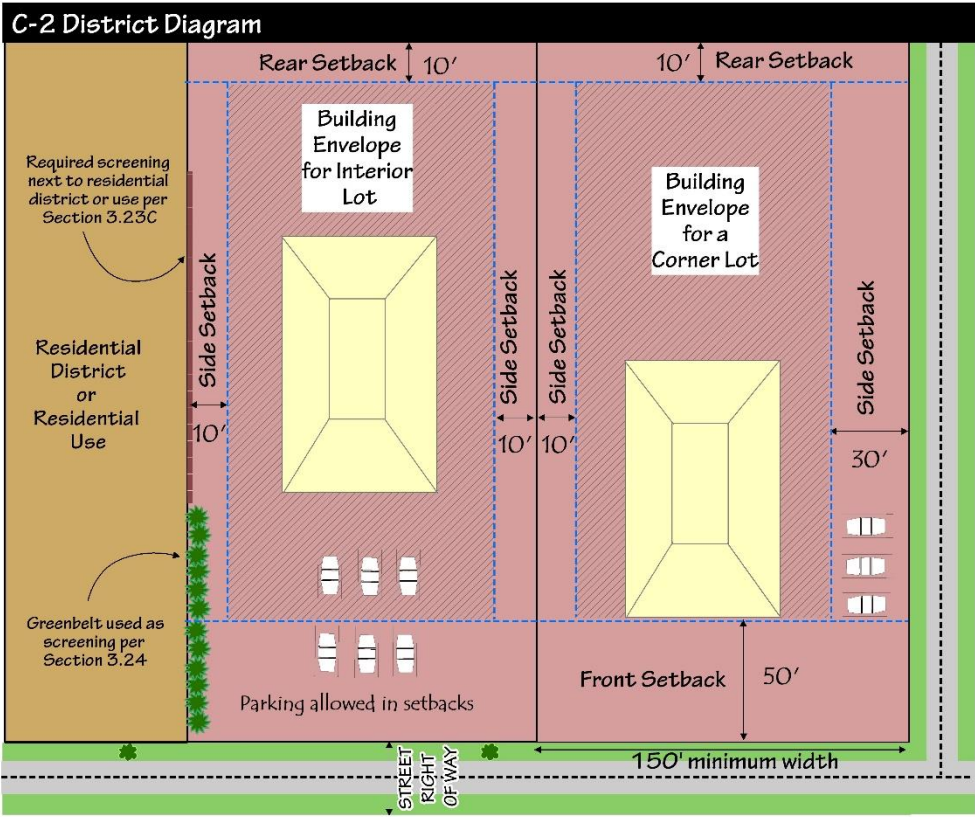 C-2 District Diagram
Rear Setback
10'
10'
Rear Setback
Building
Envelope
for Interior
Lot
Required screening
next to residential
district or use per
Section 3.23C
Building
Envelope
for a
Corner Lot
Side Setback
Side Setback
Side Setback
Side Setback
Residential
District
or
Residential
Use
10'
10'
10'
30'
Greenbelt used as
screening per
Section 3.24
Front Setback
50'
Parking allowed in setbacks
STREET
RIGHT
OF WAY
150' minimum width